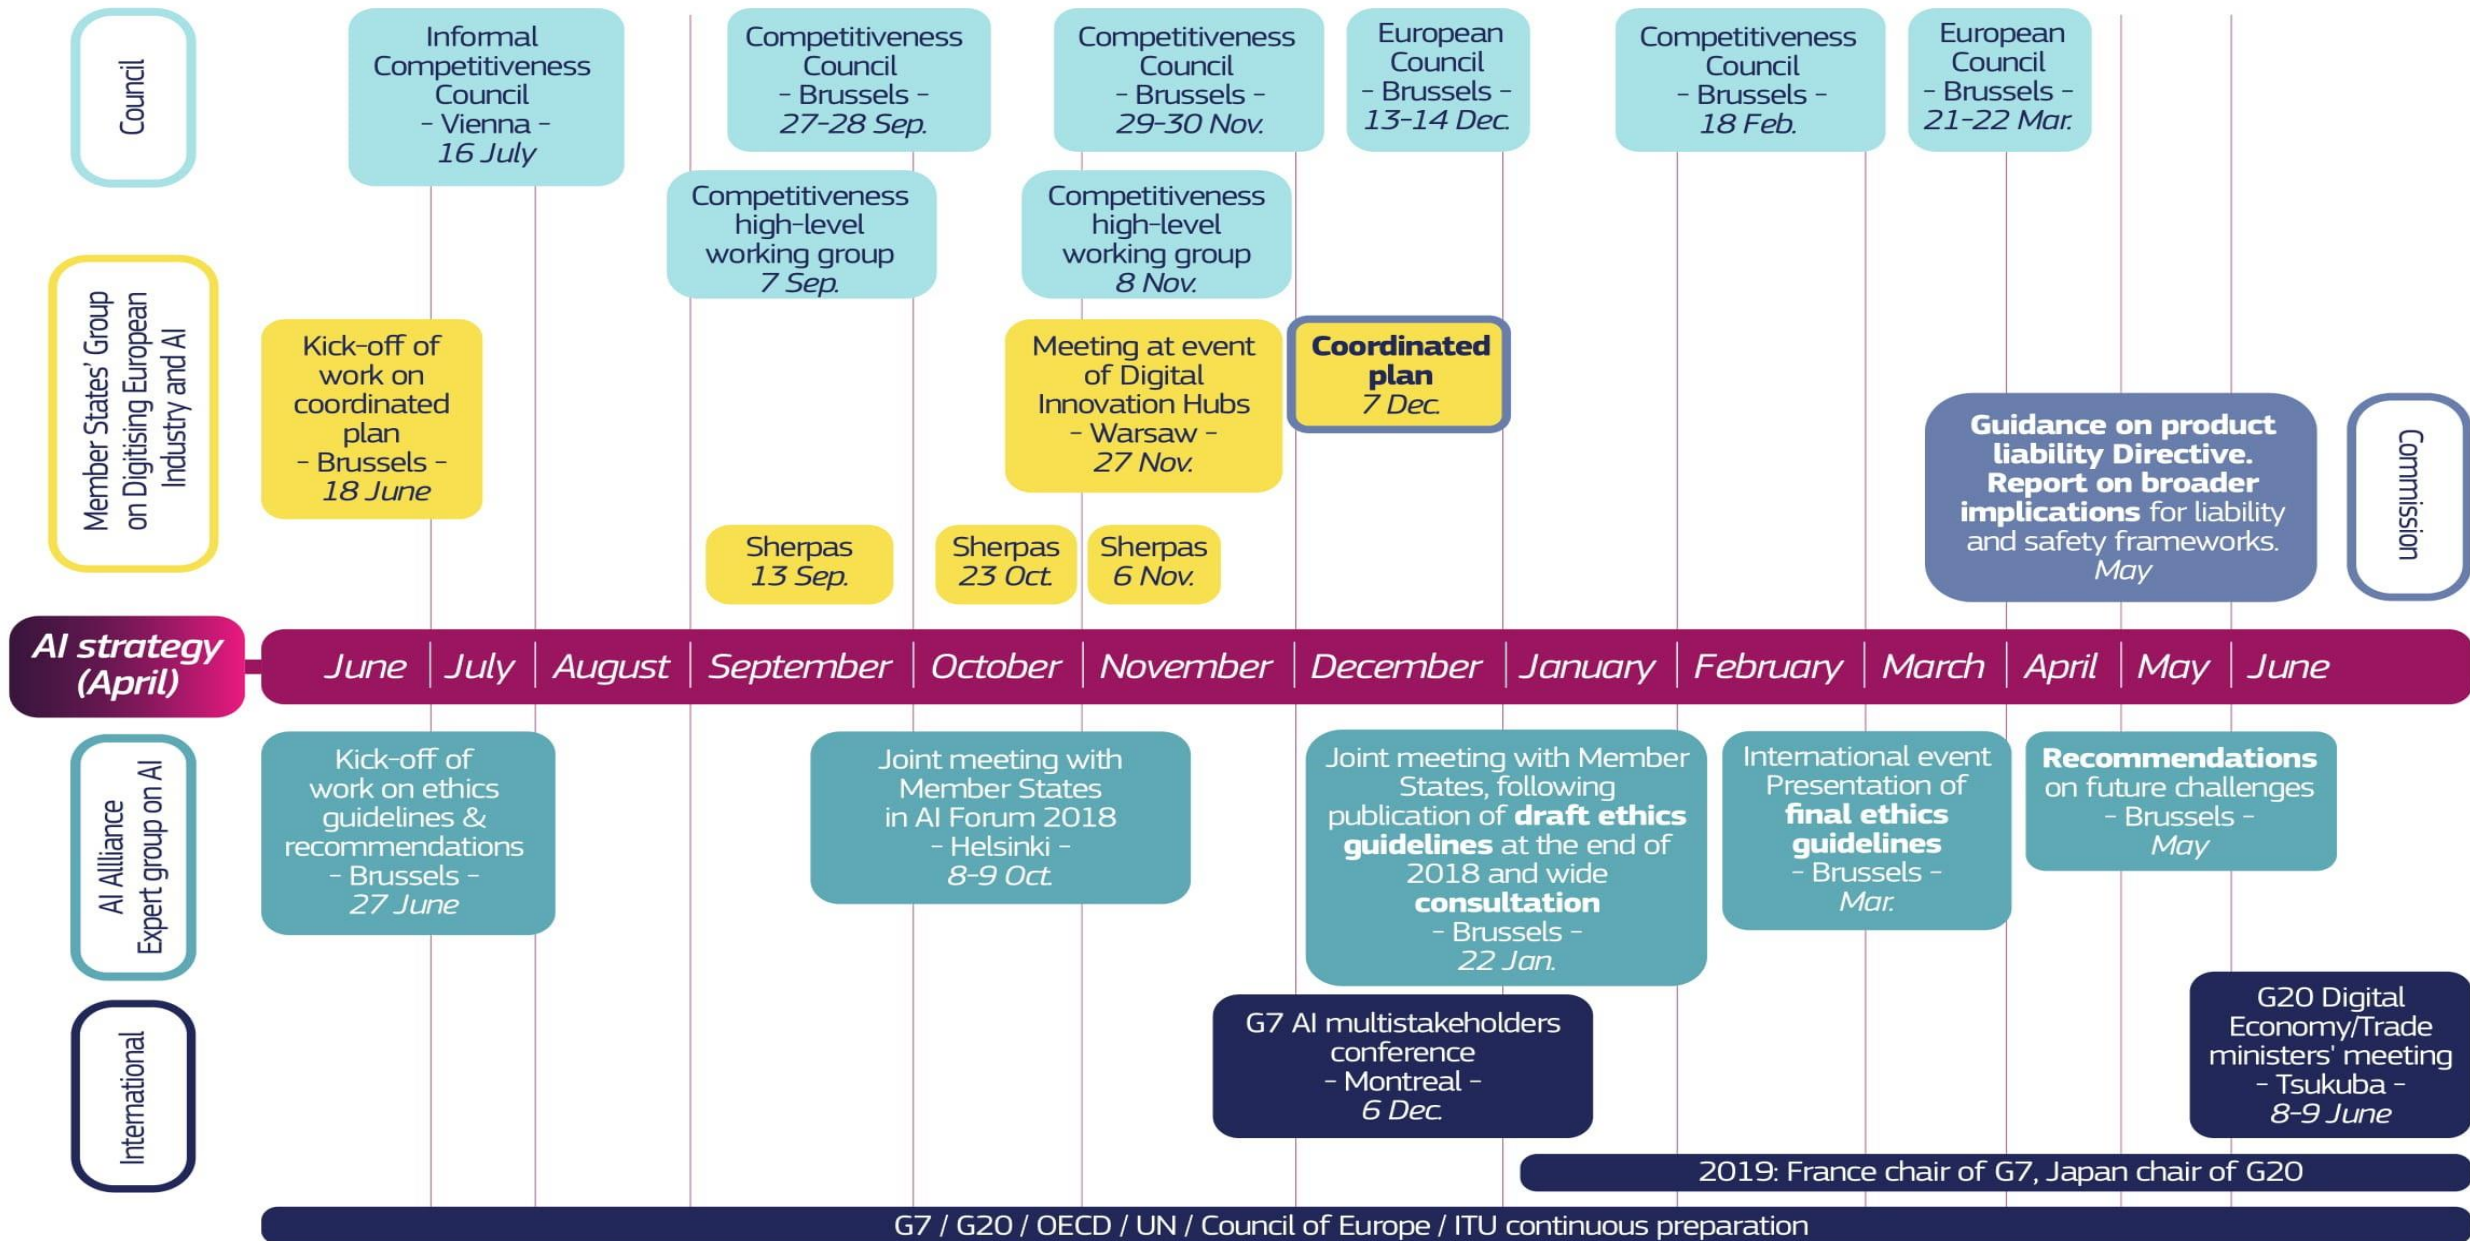 Council
Informal
Competitiveness
Council
- Vienna -
16 July
Competitiveness
Council
- Brussels -
27-28 Sep.
Competitiveness
Council
- Brussels -
29-30 Nov.
European
Council
- Brussels -
13-14 Dec.
Competitiveness
Council
- Brussels -
18 Feb.
European
Council
- Brussels -
21-22 Mar.
Competitiveness
high-level
working group
7 Sep.
Competitiveness
high-level
working group
8 Nov.
Member States' Group
on Digitising European
Industry and AI
Kick-off of
work on
coordinated
plan
- Brussels -
18 June
Meeting at event
of Digital
Innovation Hubs
- Warsaw -
27 Nov.
Coordinated
plan
7 Dec.
Sherpas
13 Sep.
Sherpas
23 Oct.
Sherpas
6 Nov.
Guidance on product
liability Directive.
Report on broader
implications for liability
and safety frameworks.
May
Commission
AI strategy
(April)
June July August September October November December January February March April May June
AI Allliance
Expert group on AI
Kick-off of
work on ethics
guidelines &
recommendations
- Brussels -
27 June
Joint meeting with
Member States
in AI Forum 2018
- Helsinki -
8-9 Oct.
Joint meeting with Member
States, following
publication of draft ethics
guidelines at the end of
2018 and wide
consultation
- Brussels -
22 Jan.
International event
Presentation of
final ethics
guidelines
- Brussels -
Mar.
Recommendations
on future challenges
- Brussels -
May
International
G7 AI multistakeholders
conference
- Montreal -
6 Dec.
G20 Digital
Economy/Trade
ministers' meeting
- Tsukuba -
8-9 June
2019: France chair of G7, Japan chair of G20
G7 / G20 / OECD / UN / Council of Europe / ITU continuous preparation